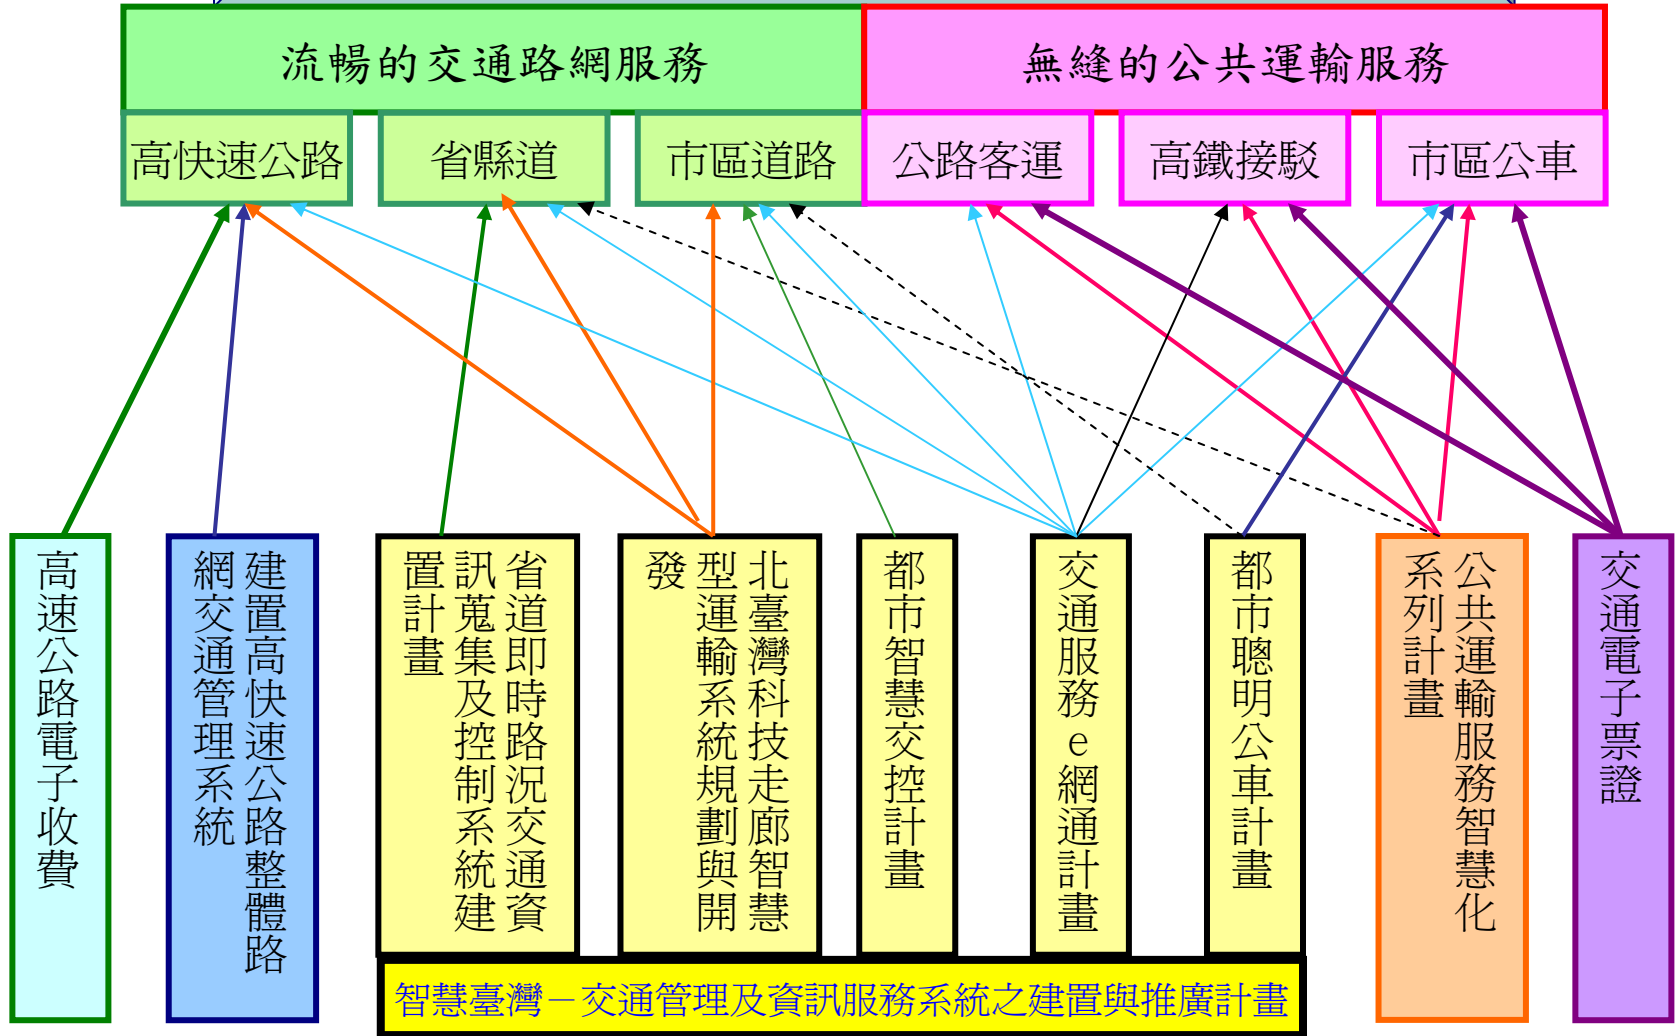 流暢的交通路網服務
無縫的公共運輸服務
高快速公路
省縣道
市區道路
公路客運
高鐵接駁
市區公車
高速公路電子收費
建置高快速公路整體路
網交通管理系統
省道即時路況交通資
訊蒐集及控制系統建
置計畫
北臺灣科技走廊智慧
型運輸系統規劃與開
發
都市智慧交控計畫
交通服務e網通計畫
都市聰明公車計畫
公共運輸服務智慧化
系列計畫
交通電子票證
智慧臺灣－交通管理及資訊服務系統之建置與推廣計畫